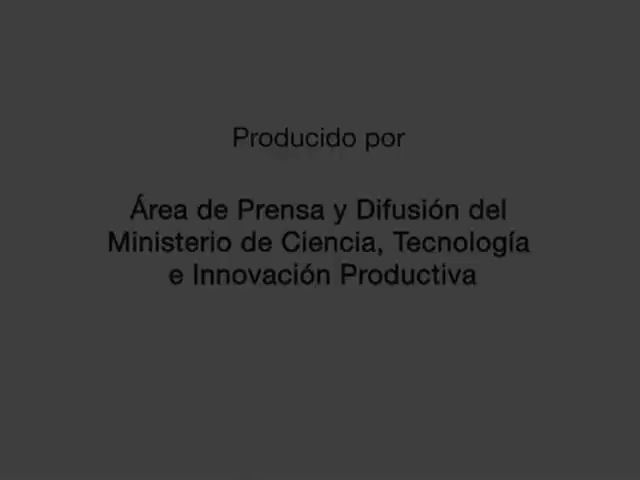 Producido por
Área de Prensa y Difusión del
Ministerio de Ciencia, Tecnología
e Innovación Productiva